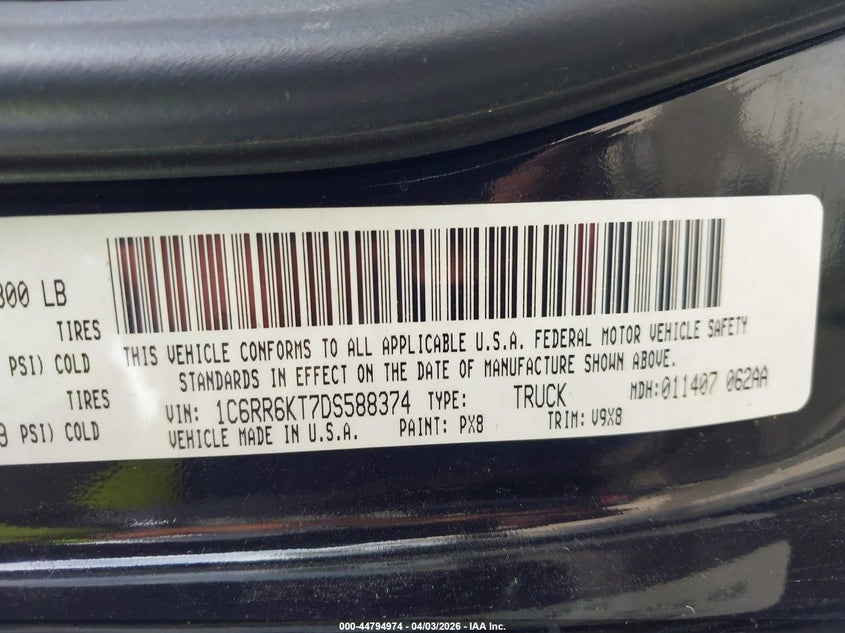 800 LB
TIRES
PSI) COLD
TIRES
PSI) COLD
THIS VEHICLE CONFORMS TO ALL APPLICABLE U.S.A. FEDERAL MOTOR VEHICLE SAFETY
STANDARDS IN EFFECT ON THE DATE OF MANUFACTURE SHOWN ABOVE.
VIN: 1C6RR6KT7DS588374 TYPE: TRUCK MDH:011407 062AA
VEHICLE MADE IN U.S.A. PAINT: PX8 TRIM: V9X8
000-44794974 | 04/03/2026 - IAA Inc.